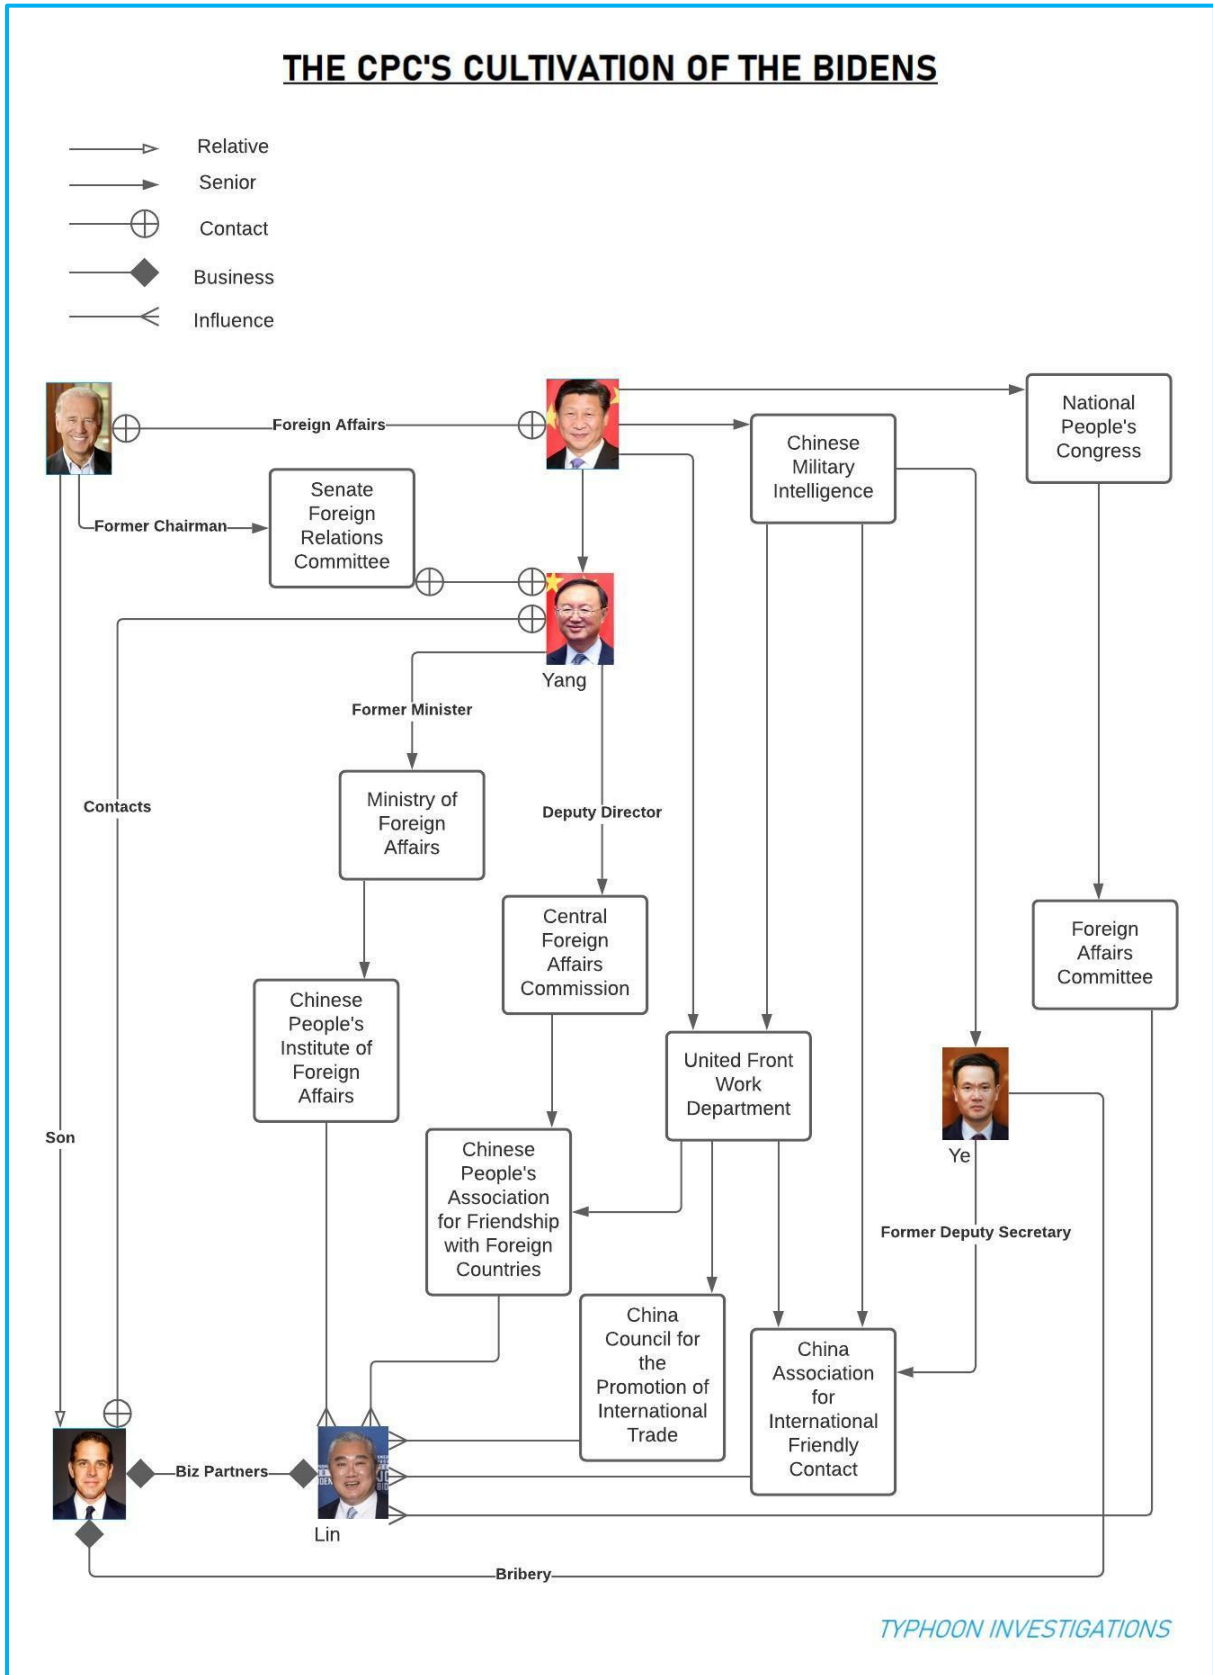 THE CPC'S CULTIVATION OF THE BIDENS
Relative
Senior
Contact
Business
Influence
Foreign Affairs
National
People's
Congress
Chinese
Military
Intelligence
Senate
Foreign
Relations
Committee
Former Chairman
Yang
Former Minister
Contacts
Deputy Director
Ministry of
Foreign
Affairs
Central
Foreign
Affairs
Commission
Foreign
Affairs
Committee
Chinese
People's
Institute of
Foreign
Affairs
United Front
Work
Department
Son
Ye
Chinese
People's
Association
for Friendship
with Foreign
Countries
Former Deputy Secretary
China
Council for
the
Promotion of
International
Trade
China
Association
for
International
Friendly
Contact
Biz Partners
Lin
Bribery
TYPHOON INVESTIGATIONS